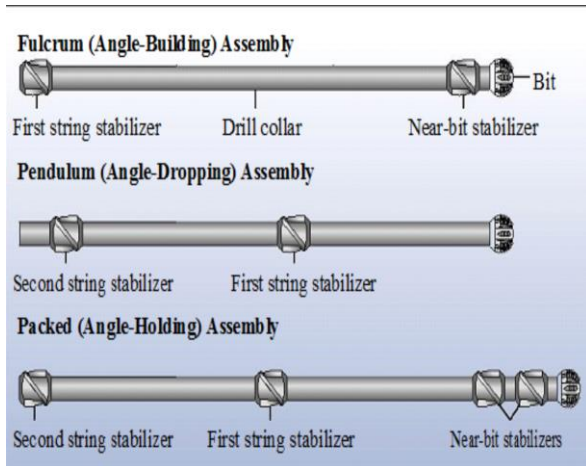 Fulcrum (Angle-Building) Assembly
Bit
First string stabilizer Drill collar Near-bit stabilizer
Pendulum (Angle-Dropping) Assembly
Second string stabilizer First string stabilizer
Packed (Angle-Holding) Assembly
Second string stabilizer First string stabilizer Near-bit stabilizers